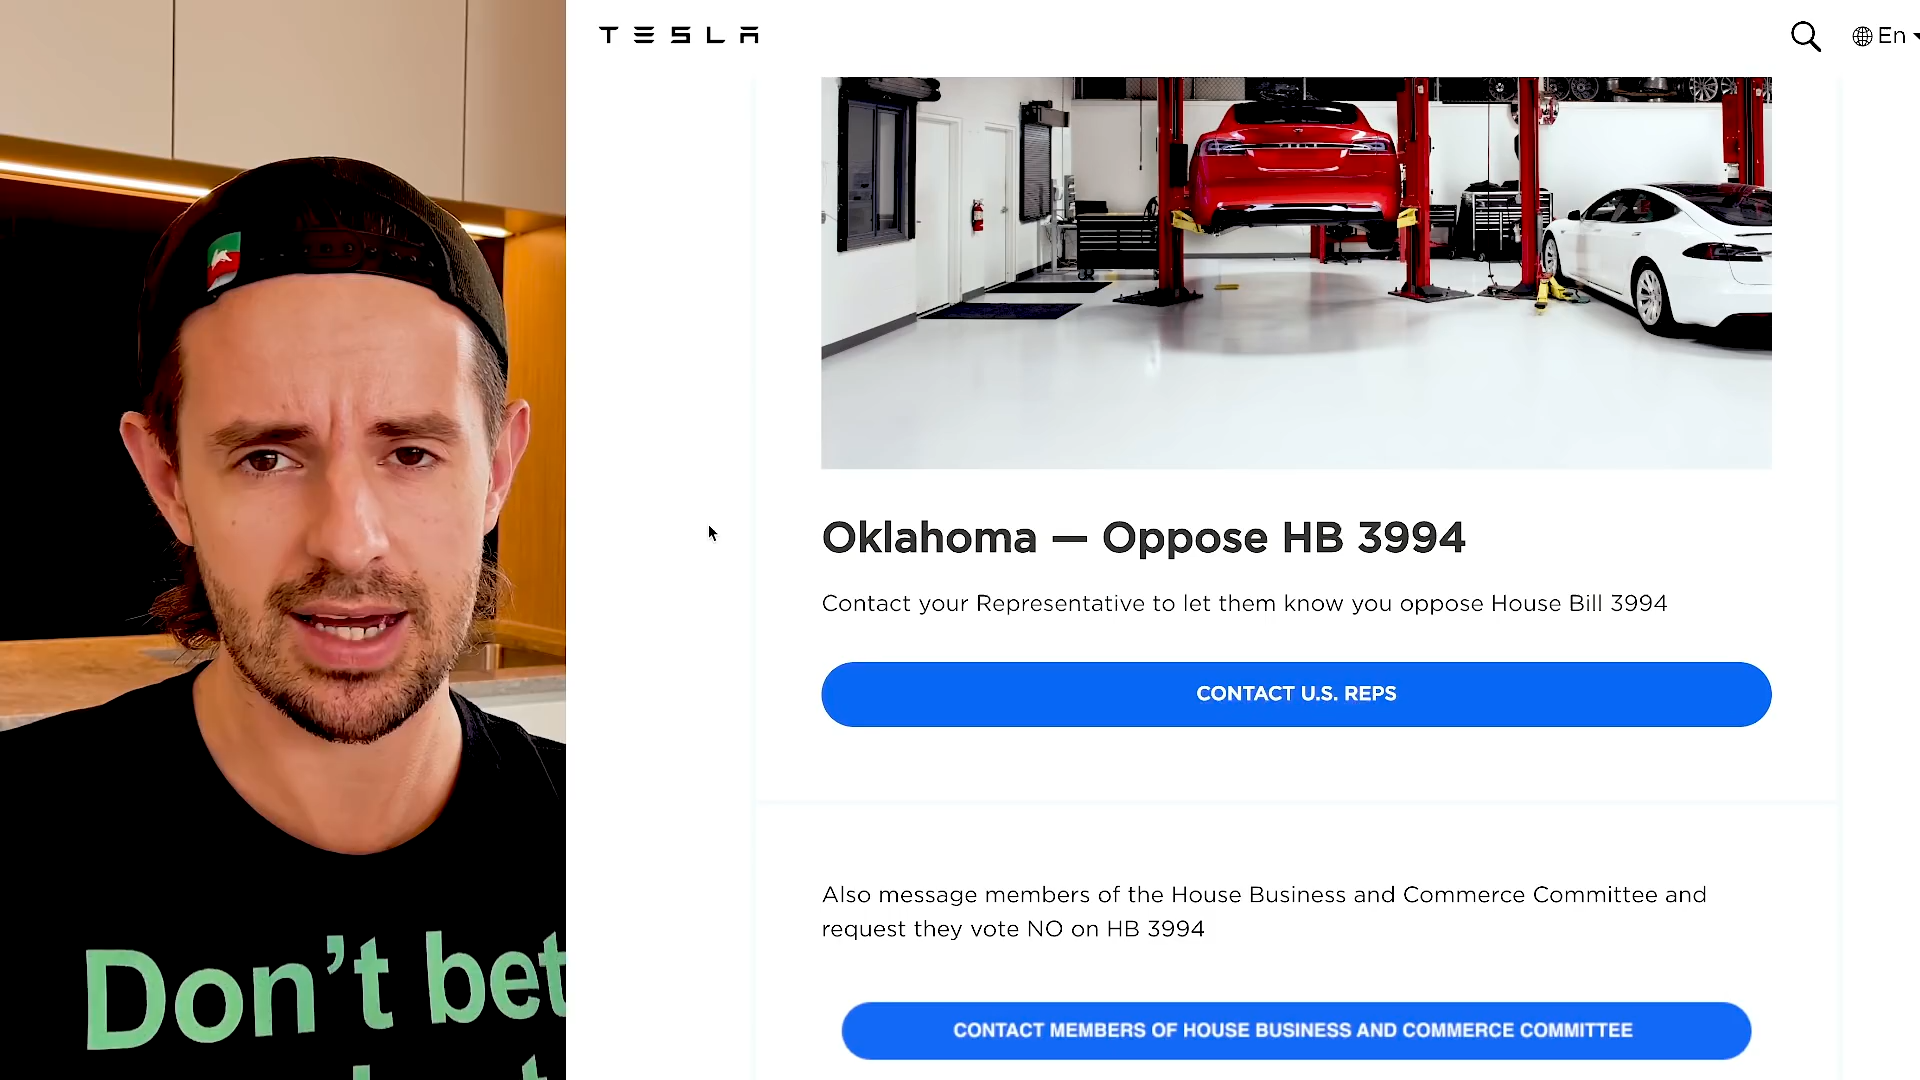 TESLA
En
Oklahoma — Oppose HB 3994
Contact your Representative to let them know you oppose House Bill 3994
CONTACT U.S. REPS
Also message members of the House Business and Commerce Committee and
request they vote NO on HB 3994
CONTACT MEMBERS OF HOUSE BUSINESS AND COMMERCE COMMITTEE
Don't bet